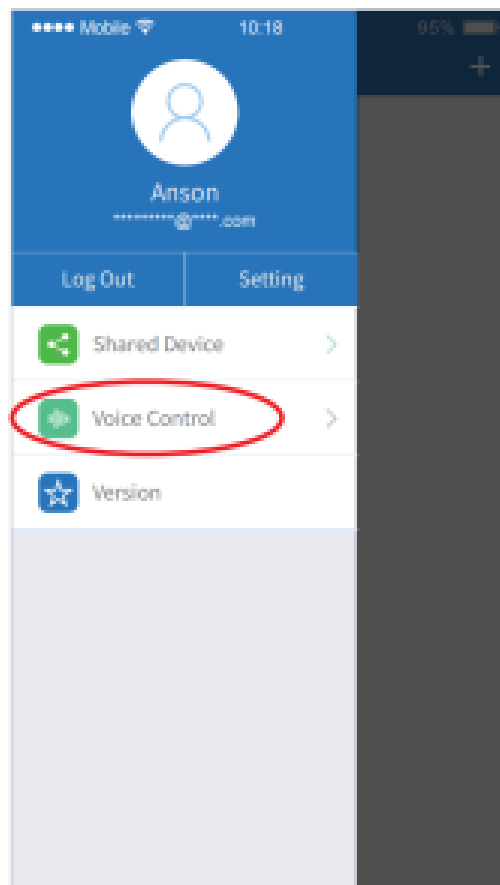 Mobile 10:18 95%
+
Anson
*********@****.com
Log Out Setting
Shared Device
Voice Control
Version